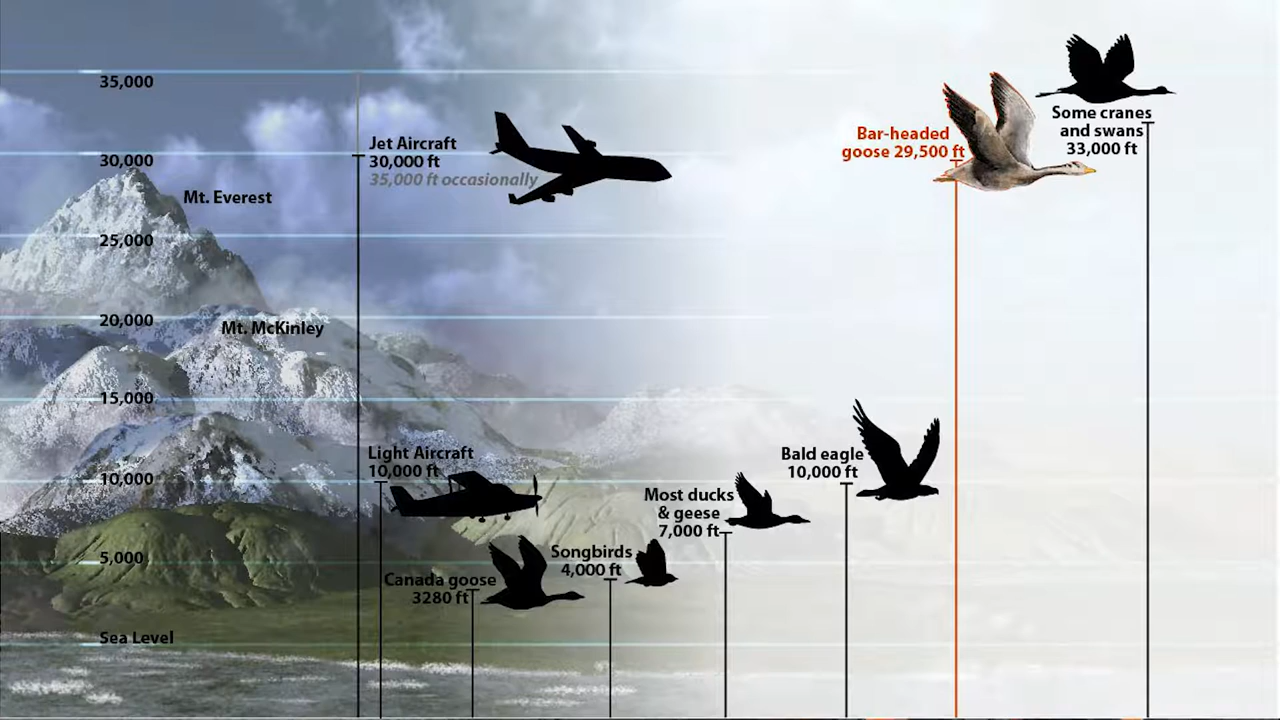 35,000
30,000
Mt. Everest
25,000
20,000
Mt. McKinley
15,000
10,000
5,000
Sea Level
Jet Aircraft
30,000 ft
35,000 ft occasionally
Light Aircraft
10,000 ft
Canada goose
3280 ft
Songbirds
4,000 ft
Most ducks
& geese
7,000 ft
Bald eagle
10,000 ft
Bar-headed
goose 29,500 ft
Some cranes
and swans
33,000 ft